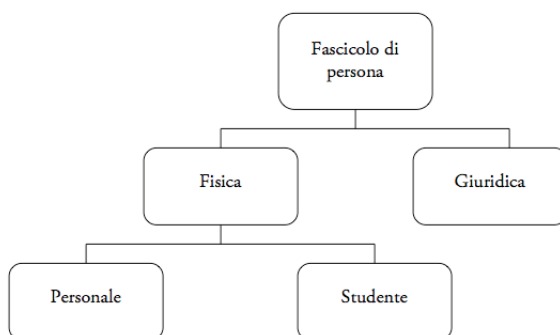 Fascicolo di
persona
Fisica
Giuridica
Personale
Studente